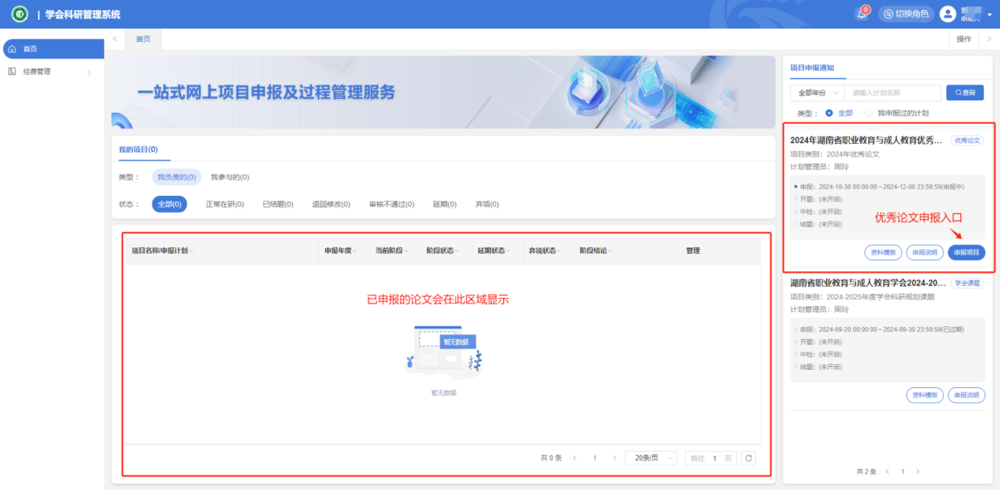 | 学会科研管理系统
0
切换角色
首页
经费管理
首页
操作
一站式网上项目申报及过程管理服务
我的项目(0)
类型：
我负责的(0)
我参与的(0)
状态：
全部(0)
正常在研(0)
已结题(0)
退回修改(0)
审核不通过(0)
延期(0)
弃项(0)
项目名称/申报计划
申报年度
当前阶段
阶段状态
延期状态
弃项状态
阶段结论
管理
已申报的论文会在此区域显示
暂无数据
暂无数据
共 0 条
1
20条/页
前往 1 页
项目申报通知
全部年份
请输入计划名称
查询
类型：
全部
我申报过的计划
2024年湖南省职业教育与成人教育优秀...
优秀论文
项目类别：2024年优秀论文
计划管理员：周玲
申报：2024-10-30 00:00:00 ~ 2024-12-06 23:59:59(申报中)
开题：(未开启)
中检：(未开启)
结题：(未开启)
优秀论文申报入口
资料模板
申报说明
申报项目
湖南省职业教育与成人教育学会2024-20...
学会课题
项目类别：2024-2025年度学会科研规划课题
计划管理员：周玲
申报：2024-09-20 00:00:00 ~ 2024-09-30 23:59:59(已过期)
开题：(未开启)
中检：(未开启)
结题：(未开启)
资料模板
申报说明
共 2 条
1